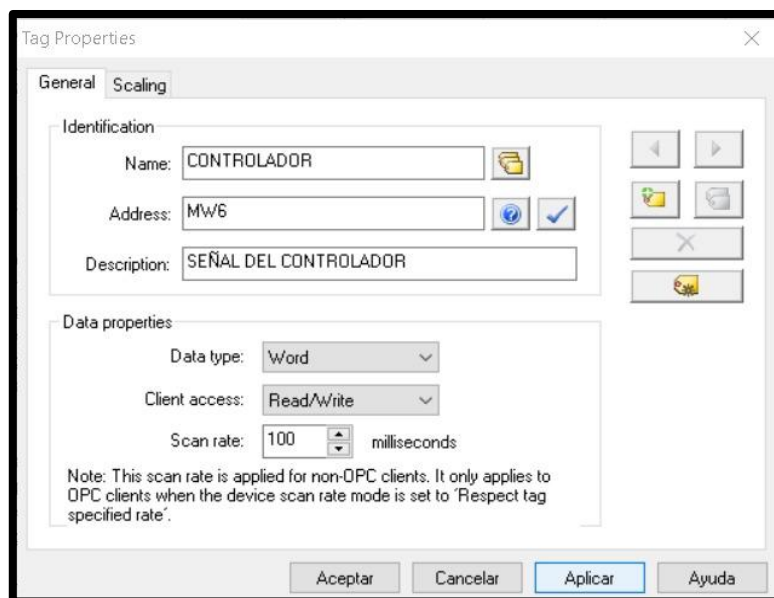 Tag Properties
General Scaling
Identification
Name: CONTROLADOR
Address: MW6
Description: SEÑAL DEL CONTROLADOR
Data properties
Data type: Word
Client access: Read/Write
Scan rate: 100 milliseconds
Note: This scan rate is applied for non-OPC clients. It only applies to
OPC clients when the device scan rate mode is set to ´Respect tag
specified rate´.
Aceptar Cancelar Aplicar Ayuda